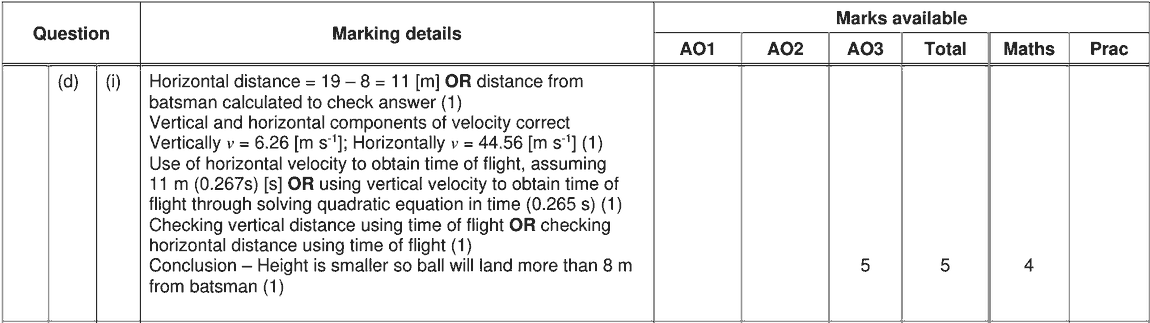 Question
Marking details
Marks available
AO1 AO2 AO3 Total Maths Prac
(d) (i) Horizontal distance = 19 – 8 = 11 [m] OR distance from
batsman calculated to check answer (1)
Vertical and horizontal components of velocity correct
Vertically v = 6.26 [m s⁻¹]; Horizontally v = 44.56 [m s⁻¹] (1)
Use of horizontal velocity to obtain time of flight, assuming
11 m (0.267s) [s] OR using vertical velocity to obtain time of
flight through solving quadratic equation in time (0.265 s) (1)
Checking vertical distance using time of flight OR checking
horizontal distance using time of flight (1)
Conclusion – Height is smaller so ball will land more than 8 m 5 5 4
from batsman (1)